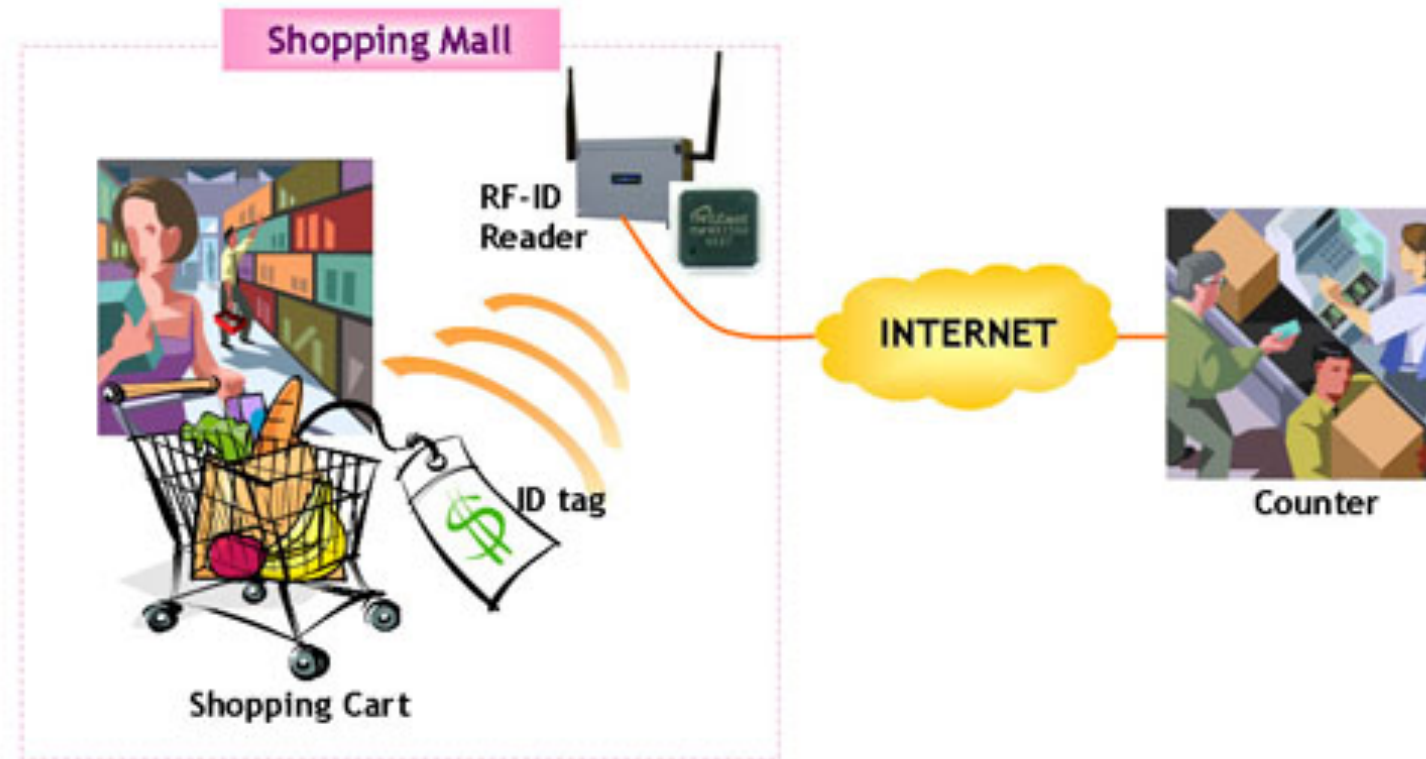 Shopping Mall
RF-ID
Reader
INTERNET
ID tag
$
Counter
Shopping Cart